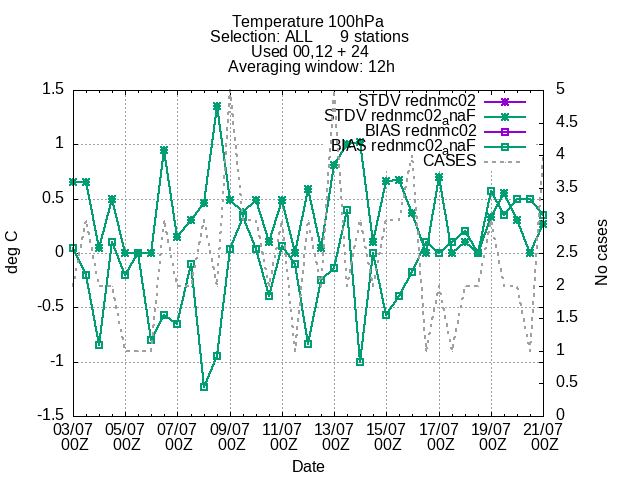 Temperature 100hPa
Selection: ALL 9 stations
Used 00,12 + 24
Averaging window: 12h
STDV rednmc02
STDV rednmc02anaF
BIAS rednmc02
BIAS rednmc02anaF
CASES
1.5
1
0.5
0
-0.5
-1
-1.5
deg C
5
4.5
4
3.5
3
2.5
2
1.5
1
0.5
0
No cases
03/07 05/07 07/07 09/07 11/07 13/07 15/07 17/07 19/07 21/07
00Z 00Z 00Z 00Z 00Z 00Z 00Z 00Z 00Z 00Z
Date